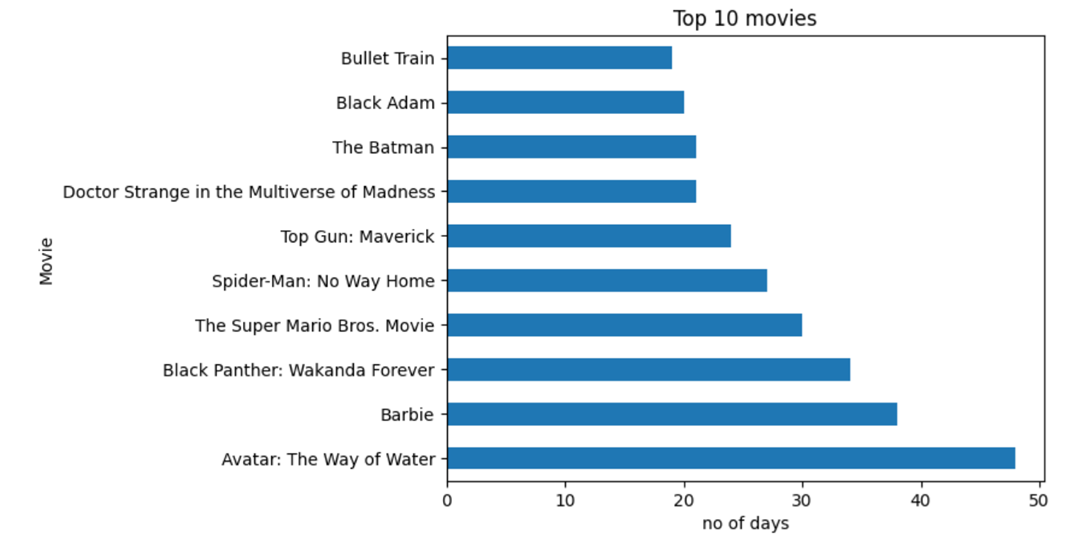 Top 10 movies
Bullet Train
Black Adam
The Batman
Doctor Strange in the Multiverse of Madness
Top Gun: Maverick
Spider-Man: No Way Home
The Super Mario Bros. Movie
Black Panther: Wakanda Forever
Barbie
Avatar: The Way of Water
Movie
0 10 20 30 40 50
no of days